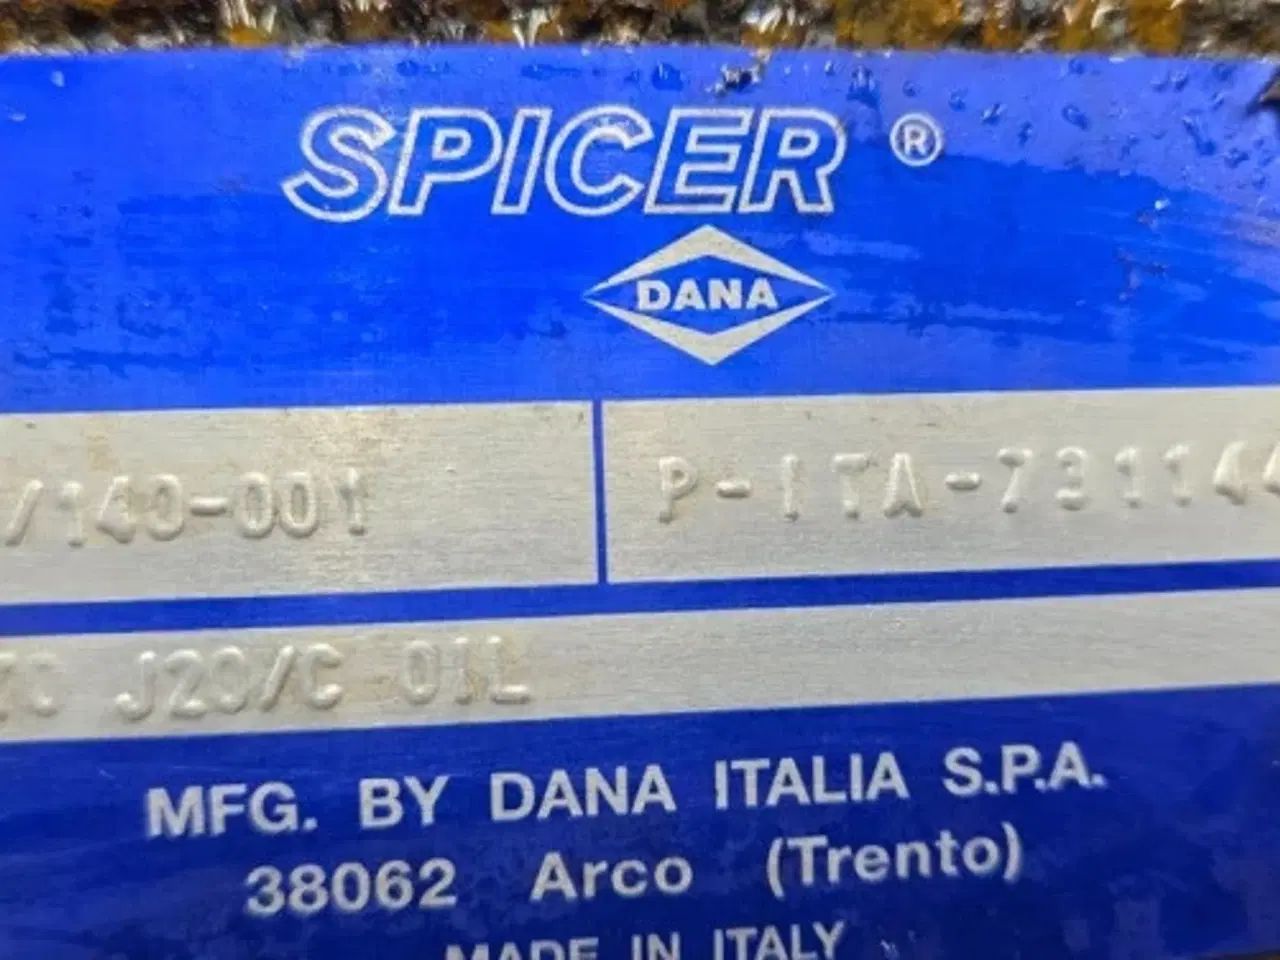 SPICER ®
DANA
/140-001 P-ITA-731144
J20/C OIL
MFG. BY DANA ITALIA S.P.A.
38062 Arco (Trento)
MADE IN ITALY